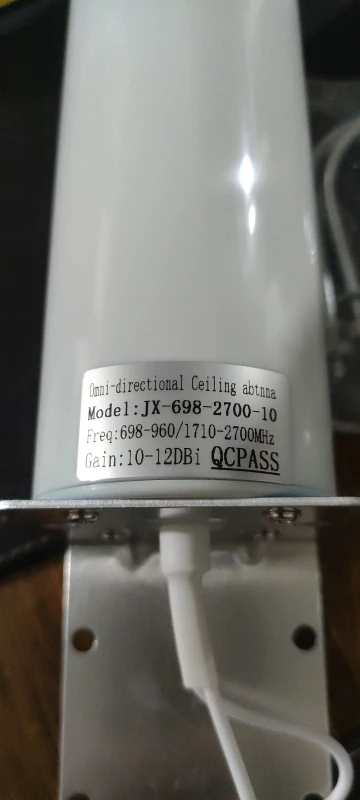 Omni-directional Ceiling abtnna
Model:JX-698-2700-10
Freq:698-960/1710-2700MHz
Gain:10-12DBi QCPASS